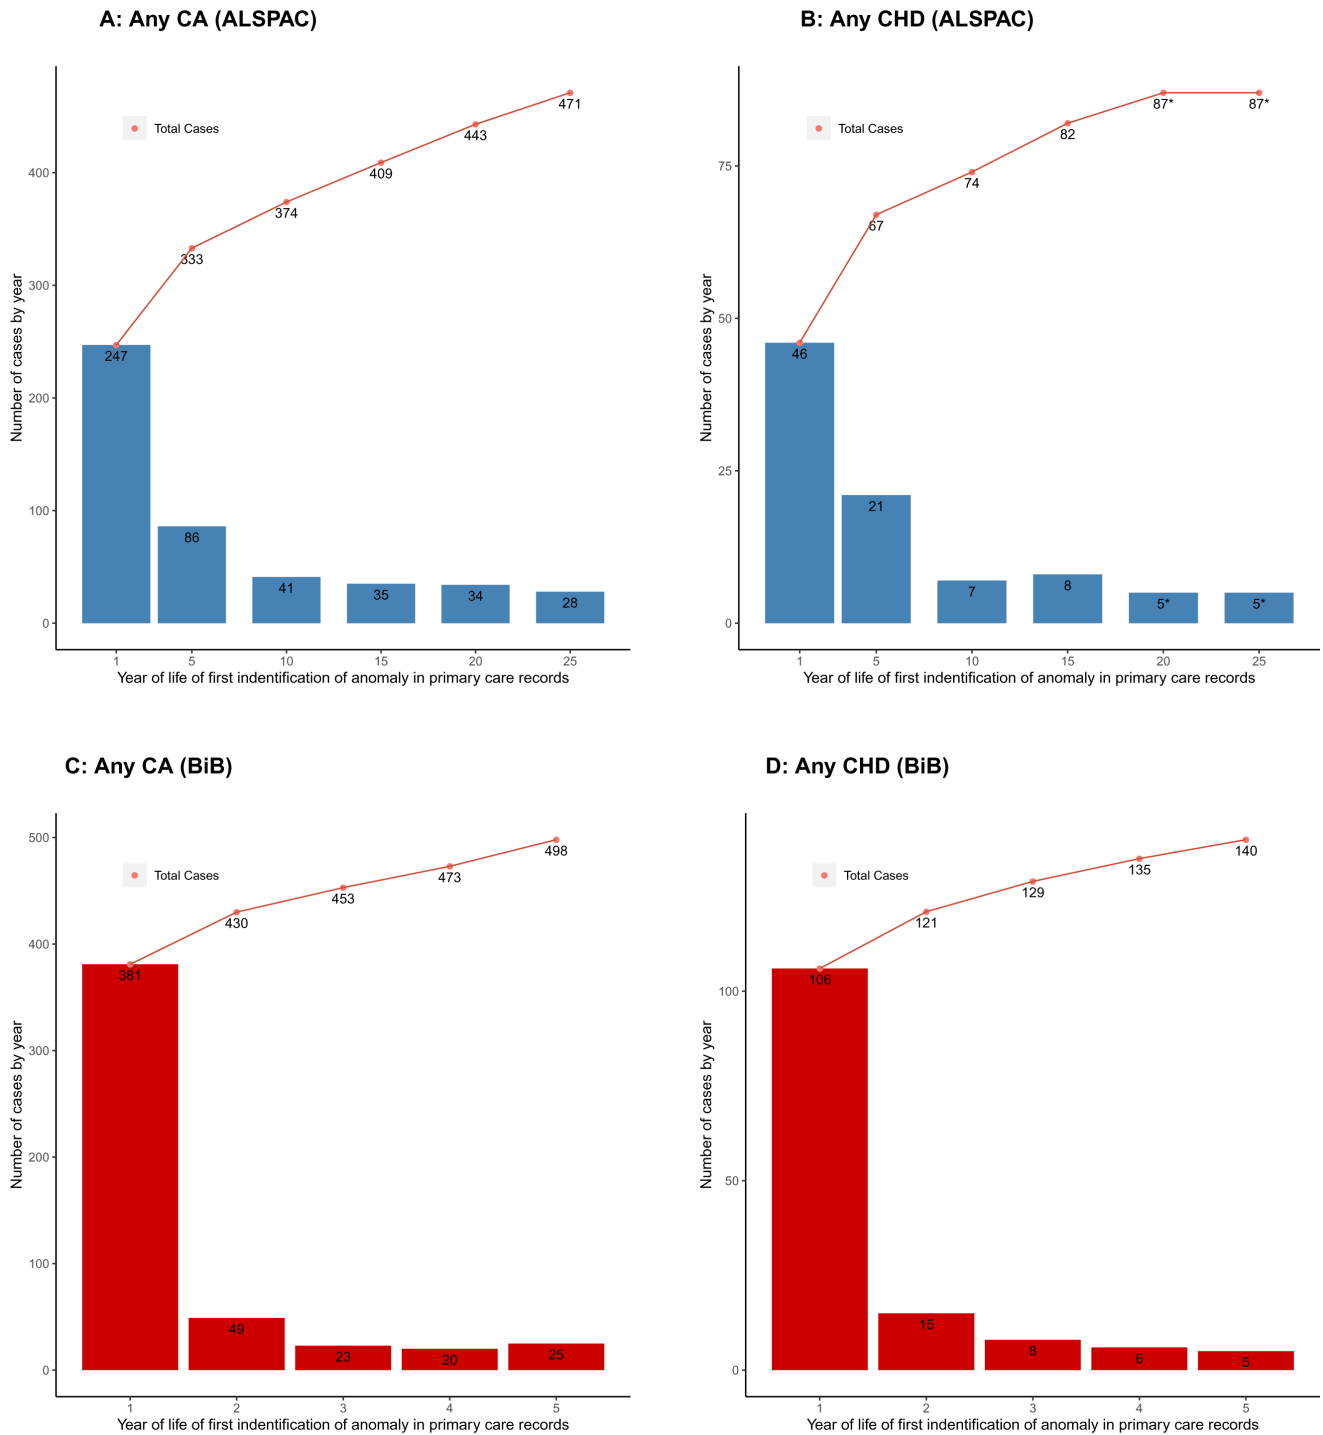 A: Any CA (ALSPAC)
Total Cases
Number of cases by year
400
300
200
100
0
247
333
374
409
443
471
86
41
35
34
28
1 5 10 15 20 25
Year of life of first indentification of anomaly in primary care records
B: Any CHD (ALSPAC)
Total Cases
Number of cases by year
75
50
25
0
46
67
74
82
87*
87*
21
7
8
5*
5*
1 5 10 15 20 25
Year of life of first indentification of anomaly in primary care records
C: Any CA (BiB)
Total Cases
Number of cases by year
500
400
300
200
100
0
381
430
453
473
498
49
23
20
25
1 2 3 4 5
Year of life of first indentification of anomaly in primary care records
D: Any CHD (BiB)
Total Cases
Number of cases by year
100
50
0
106
121
129
135
140
15
8
6
5
1 2 3 4 5
Year of life of first indentification of anomaly in primary care records